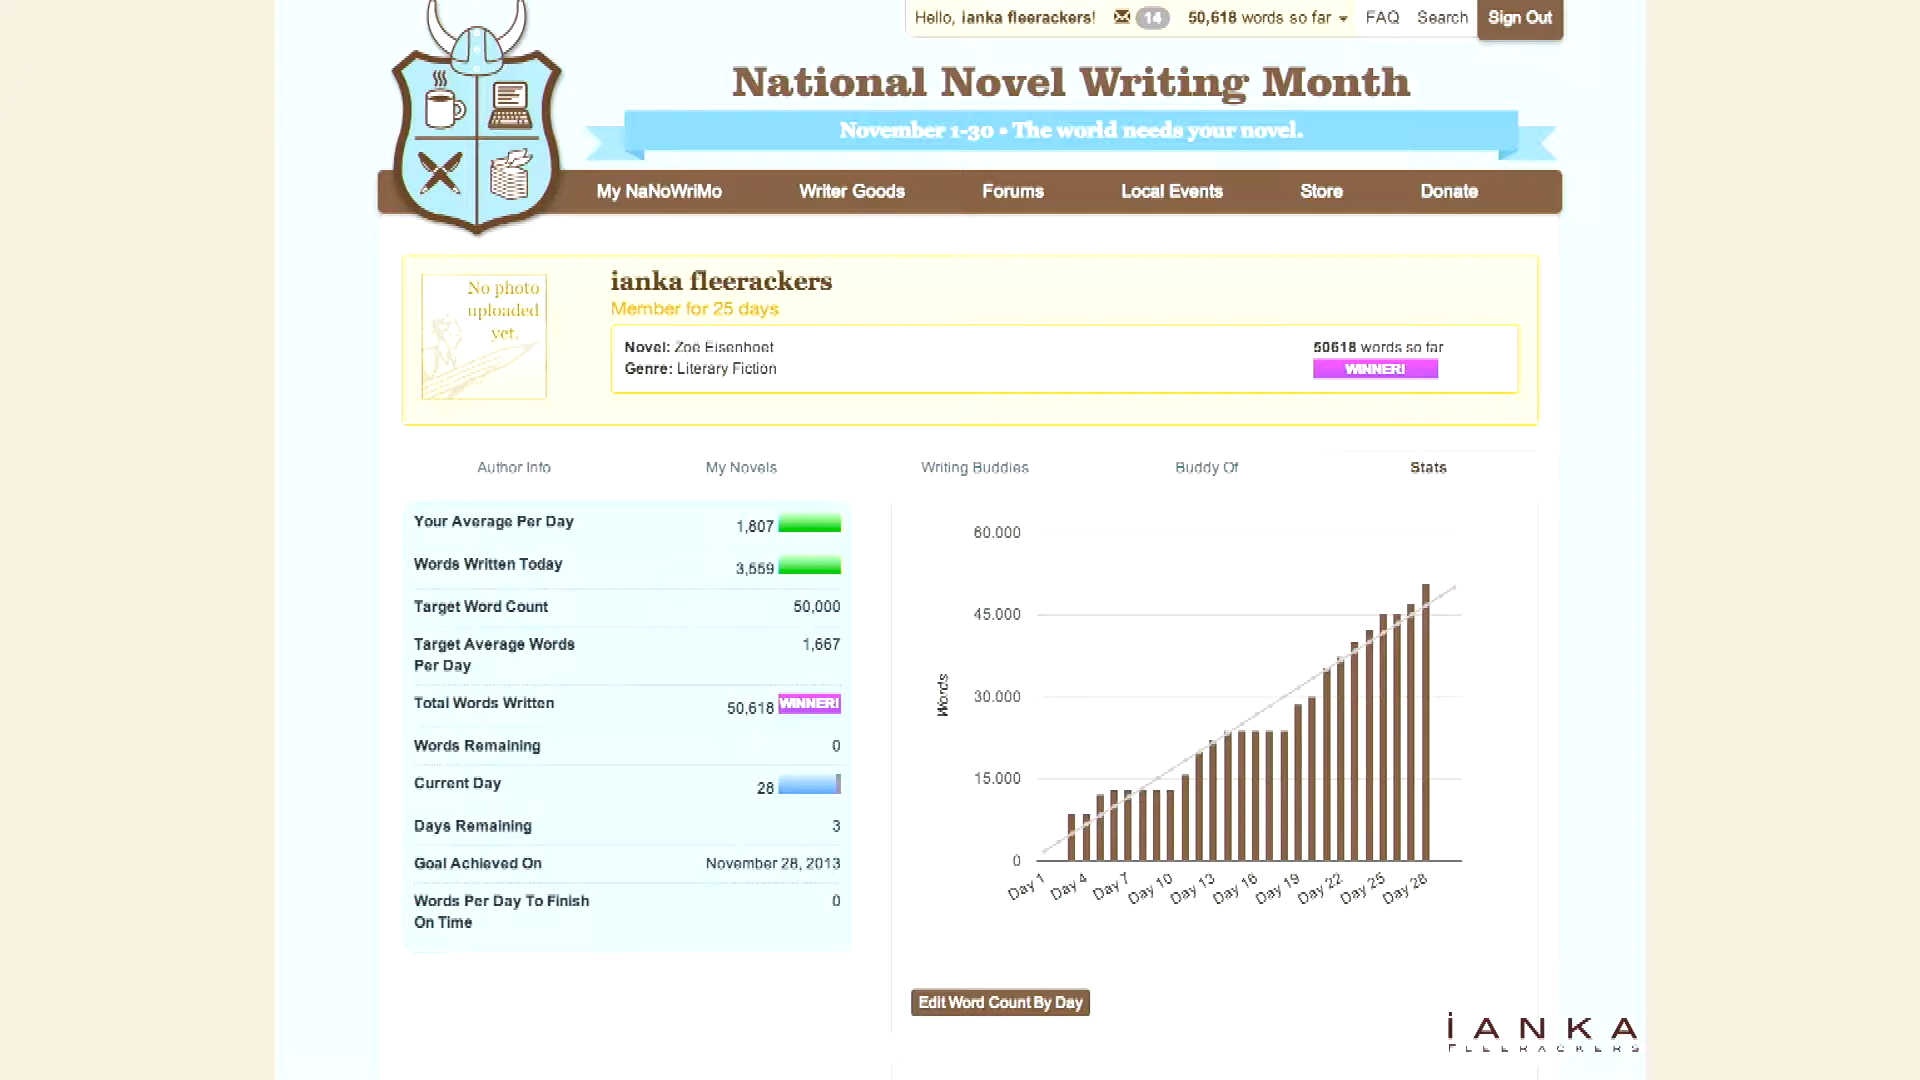 Hello, ianka fleerackers! 14 50,618 words so far FAQ Search Sign Out
National Novel Writing Month
November 1-30 • The world needs your novel.
My NaNoWriMo Writer Goods Forums Local Events Store Donate
No photo
uploaded
yet.
ianka fleerackers
Member for 25 days
Novel: Zoë Eisenhoet
Genre: Literary Fiction
50618 words so far
WINNER!
Author Info My Novels Writing Buddies Buddy Of Stats
Your Average Per Day 1,807
Words Written Today 3,559
Target Word Count 50,000
Target Average Words
Per Day 1,667
Total Words Written 50,618 WINNER!
Words Remaining 0
Current Day 28
Days Remaining 3
Goal Achieved On November 28, 2013
Words Per Day To Finish
On Time 0
60.000
45.000
30.000
15.000
0
Words
Day 1 Day 4 Day 7 Day 10 Day 13 Day 16 Day 19 Day 22 Day 25 Day 28
Edit Word Count By Day
iANKA
FLEERACKERS